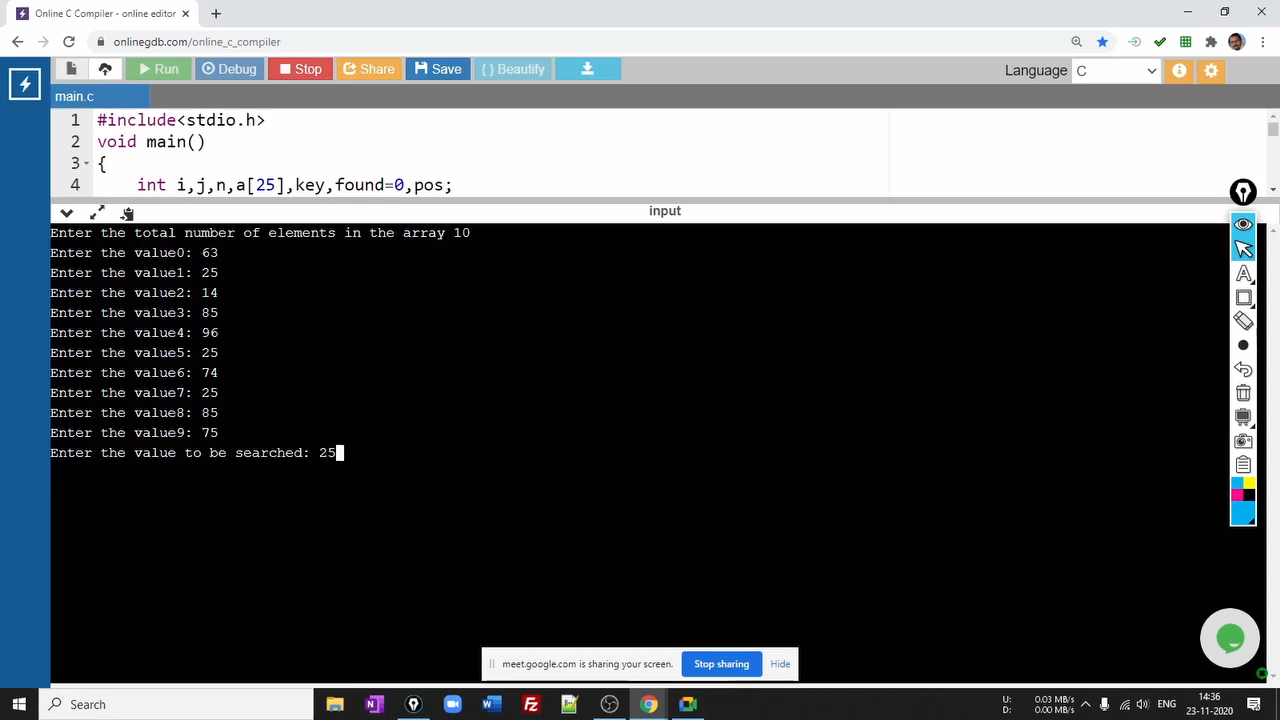 Online C Compiler - online editor
onlinegdb.com/online_c_compiler
Run Debug Stop Share Save { } Beautify Language C
main.c
1 #include<stdio.h>
2 void main()
3 {
4 int i,j,n,a[25],key,found=0,pos;
input
Enter the total number of elements in the array 10
Enter the value0: 63
Enter the value1: 25
Enter the value2: 14
Enter the value3: 85
Enter the value4: 96
Enter the value5: 25
Enter the value6: 74
Enter the value7: 25
Enter the value8: 85
Enter the value9: 75
Enter the value to be searched: 25
meet.google.com is sharing your screen. Stop sharing Hide
Search
U: 0.03 MB/s
D: 0.00 MB/s
ENG
14:36
23-11-2020